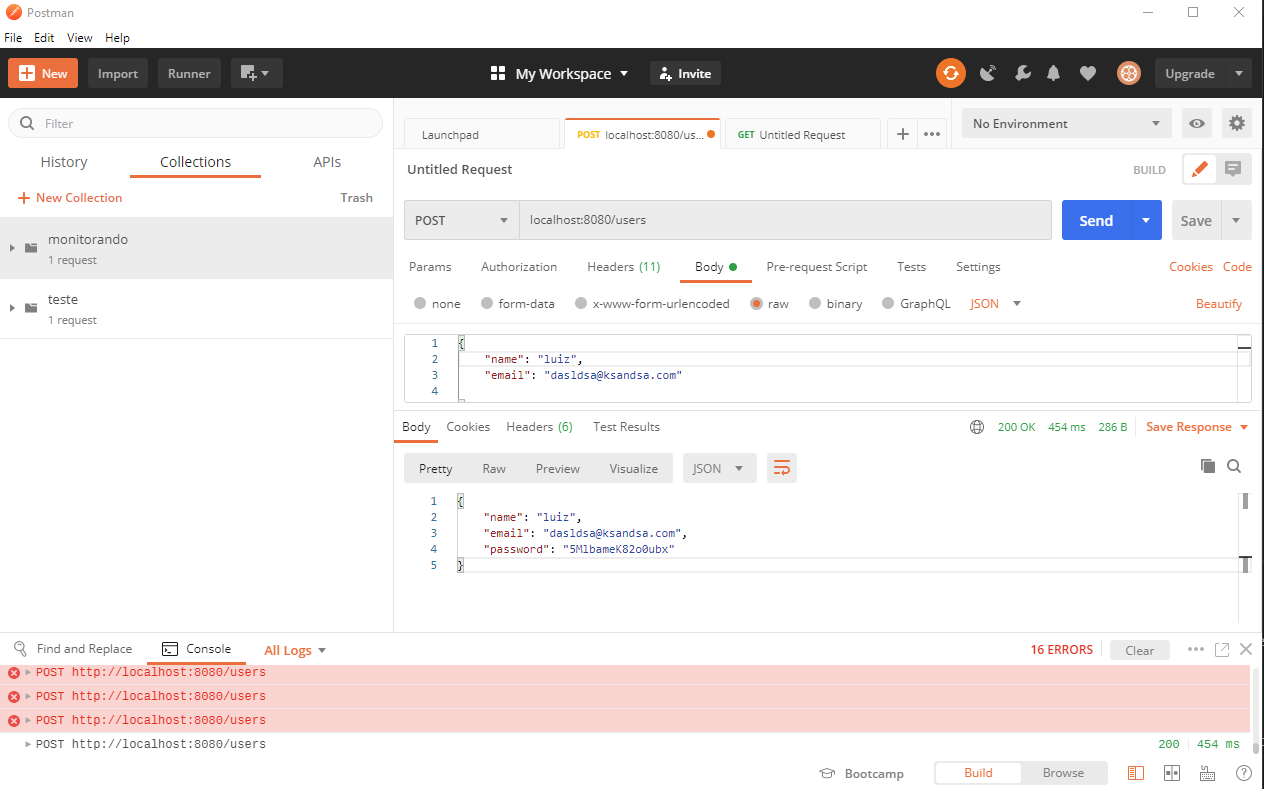 Postman
File Edit View Help
New Import Runner My Workspace Invite Upgrade
Filter
History Collections APIs
New Collection Trash
monitorando
1 request
teste
1 request
Launchpad POST localhost:8080/us... GET Untitled Request No Environment
Untitled Request BUILD
POST localhost:8080/users Send Save
Params Authorization Headers (11) Body Pre-request Script Tests Settings Cookies Code
none form-data x-www-form-urlencoded raw binary GraphQL JSON Beautify
1 {
2 "name": "luiz",
3 "email": "dasldsa@ksandsa.com"
4
Body Cookies Headers (6) Test Results 200 OK 454 ms 286 B Save Response
Pretty Raw Preview Visualize JSON
1 {
2 "name": "luiz",
3 "email": "dasldsa@ksandsa.com",
4 "password": "5MlbameK82o0ubx"
5 }
Find and Replace Console All Logs 16 ERRORS Clear
POST http://localhost:8080/users
POST http://localhost:8080/users
POST http://localhost:8080/users
POST http://localhost:8080/users 200 454 ms
Bootcamp Build Browse